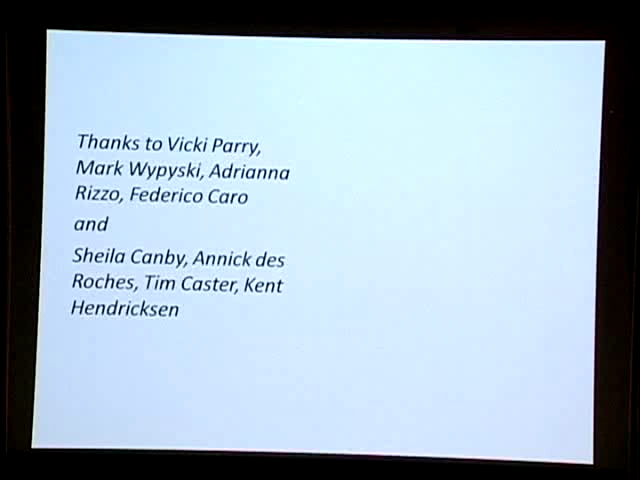 Thanks to Vicki Parry,
Mark Wypyski, Adrianna
Rizzo, Federico Caro
and
Sheila Canby, Annick des
Roches, Tim Caster, Kent
Hendricksen